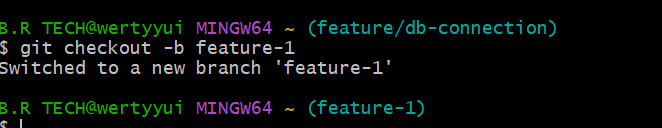 B.R TECH@wertyyui MINGW64 ~ (feature/db-connection)
$ git checkout -b feature-1
Switched to a new branch 'feature-1'
B.R TECH@wertyyui MINGW64 ~ (feature-1)
$